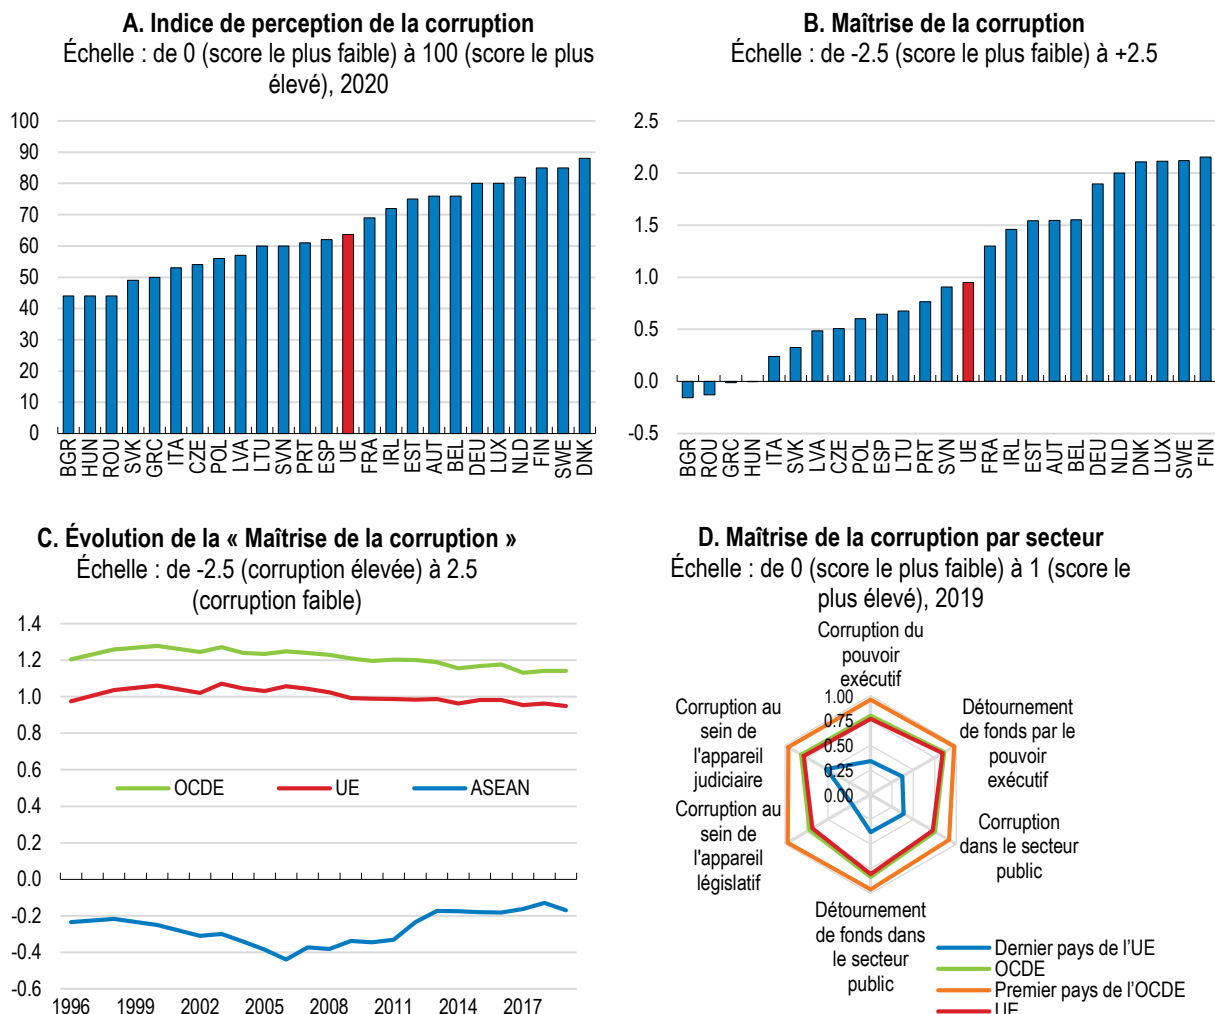 A. Indice de perception de la corruption
Échelle : de 0 (score le plus faible) à 100 (score le plus
élevé), 2020
100
90
80
70
60
50
40
30
20
10
0
BGR HUN ROU SVK GRC ITA CZE POL LVA LTU SVN PRT ESP UE FRA IRL EST AUT BEL DEU LUX NLD FIN SWE DNK
B. Maîtrise de la corruption
Échelle : de -2.5 (score le plus faible) à +2.5
2.5
2.0
1.5
1.0
0.5
0.0
-0.5
BGR ROU GRC HUN ITA SVK LVA CZE POL ESP LTU PRT SVN UE FRA IRL EST AUT BEL DEU NLD DNK LUX SWE FIN
C. Évolution de la « Maîtrise de la corruption »
Échelle : de -2.5 (corruption élevée) à 2.5
(corruption faible)
1.4
1.2
1.0
0.8
0.6
0.4
0.2
0.0
-0.2
-0.4
-0.6
OCDE UE ASEAN
1996 1999 2002 2005 2008 2011 2014 2017
D. Maîtrise de la corruption par secteur
Échelle : de 0 (score le plus faible) à 1 (score le
plus élevé), 2019
Corruption du
pouvoir
exécutif
1.00
0.75
0.50
0.25
0.00
Détournement
de fonds par le
pouvoir
exécutif
Corruption
dans le secteur
public
Détournement
de fonds dans
le secteur
public
Corruption au
sein de
l'appareil
législatif
Corruption au
sein de
l'appareil
judiciaire
Dernier pays de l’UE
OCDE
Premier pays de l'OCDE
UE